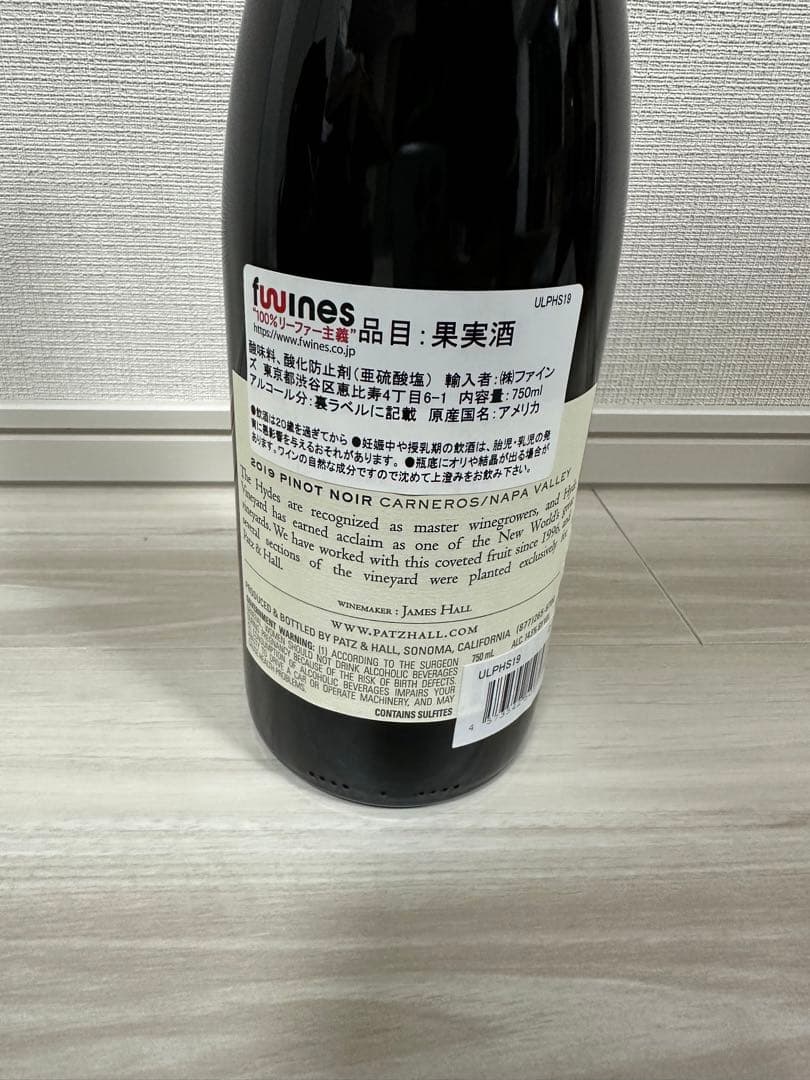 fwines
ULPHS19
"100%リーファー主義"
https://www.fwines.co.jp
品目:果実酒
酸味料、酸化防止剤(亜硫酸塩) 輸入者:㈱ファイン
ズ 東京都渋谷区恵比寿4丁目6-1 内容量:750ml
アルコール分:裏ラベルに記載 原産国名:アメリカ
●飲酒は20歳を過ぎてから ●妊娠中や授乳期の飲酒は、胎児・乳児の発
育に悪影響を与えるおそれがあります。 ●瓶底にオリや結晶が出る場合が
あります。ワインの自然な成分ですので沈めて上澄みをお飲み下さい。
2019 PINOT NOIR CARNEROS/NAPA VALLEY
The Hydes are recognized as master winegrowers, and Hyde
Vineyard has earned acclaim as one of the New World's great
vineyards. We have worked with this coveted fruit since 1996, and
several sections of the vineyard were planted exclusively for
Patz & Hall.
WINEMAKER : JAMES HALL
WWW.PATZHALL.COM
PRODUCED & BOTTLED BY PATZ & HALL, SONOMA, CALIFORNIA (877)265-
GOVERNMENT WARNING: (1) ACCORDING TO THE SURGEON
WOMEN SHOULD NOT DRINK ALCOHOLIC BEVERAGES
PREGNANCY BECAUSE OF THE RISK OF BIRTH DEFECTS.
OF ALCOHOLIC BEVERAGES IMPAIRS YOUR
DRIVE A CAR OR OPERATE MACHINERY, AND MAY
HEALTH PROBLEMS.
CONTAINS SULFITES
750 mL
ULPHS19